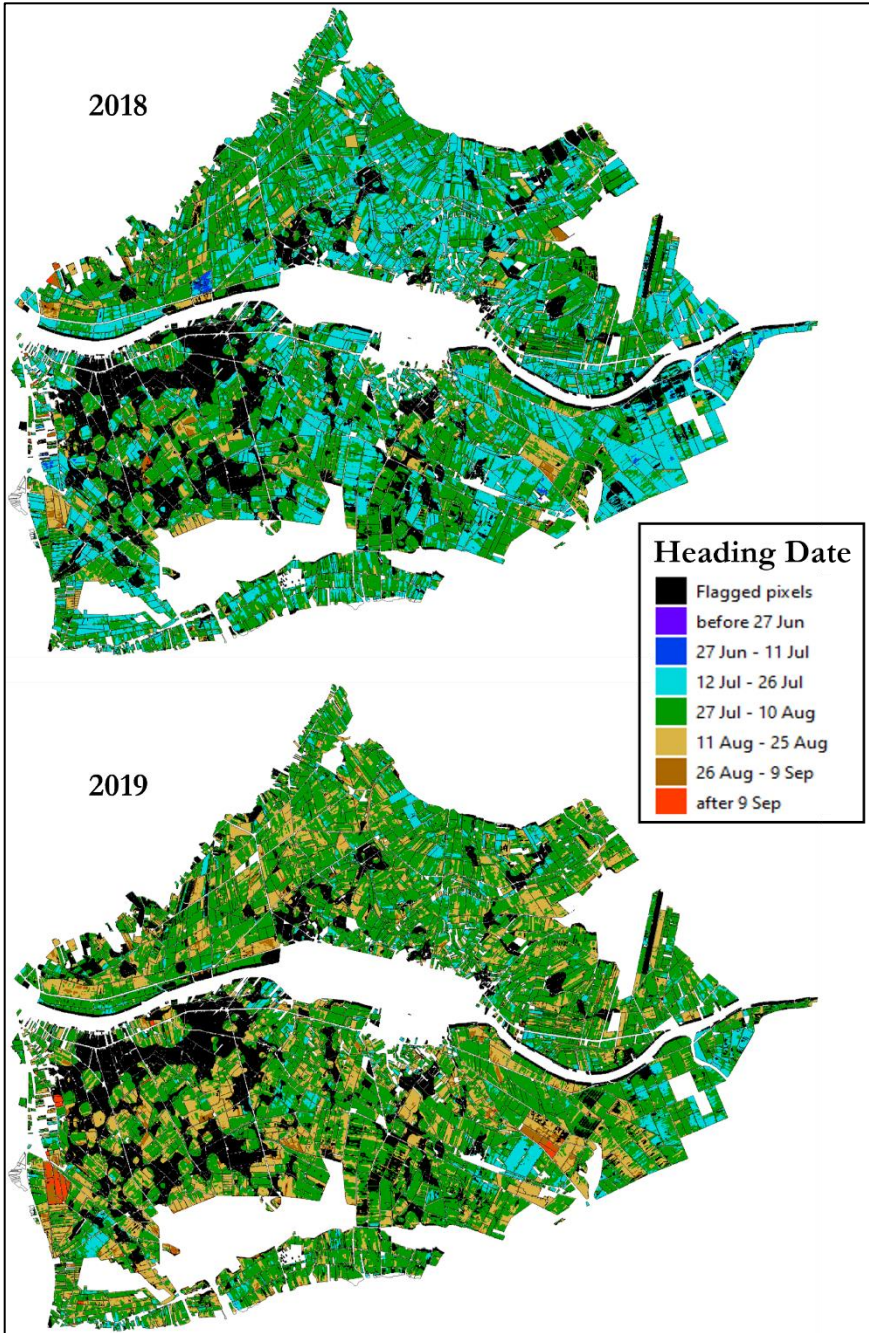 2018
Heading Date
Flagged pixels
before 27 Jun
27 Jun - 11 Jul
12 Jul - 26 Jul
27 Jul - 10 Aug
11 Aug - 25 Aug
26 Aug - 9 Sep
after 9 Sep
2019